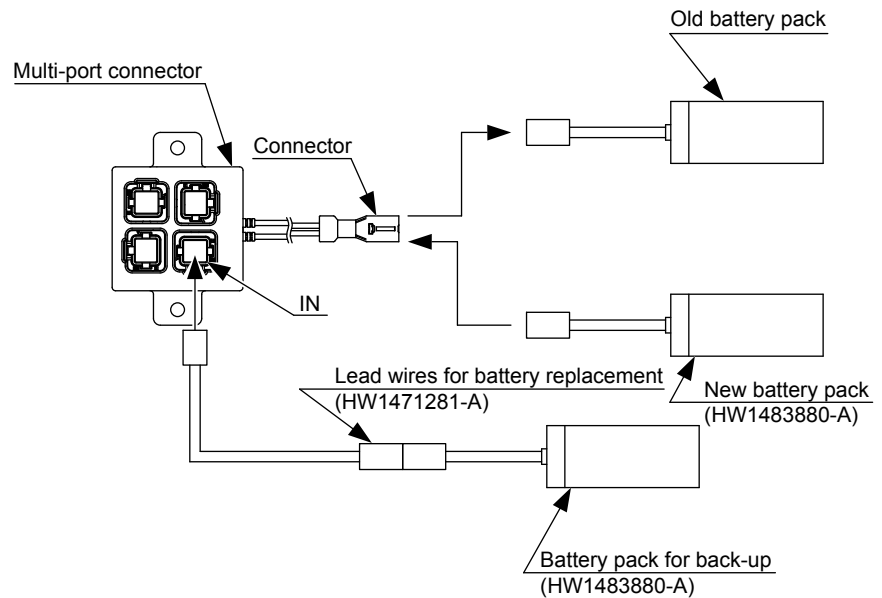 Old battery pack
Multi-port connector
Connector
IN
Lead wires for battery replacement
(HW1471281-A)
New battery pack
(HW1483880-A)
Battery pack for back-up
(HW1483880-A)